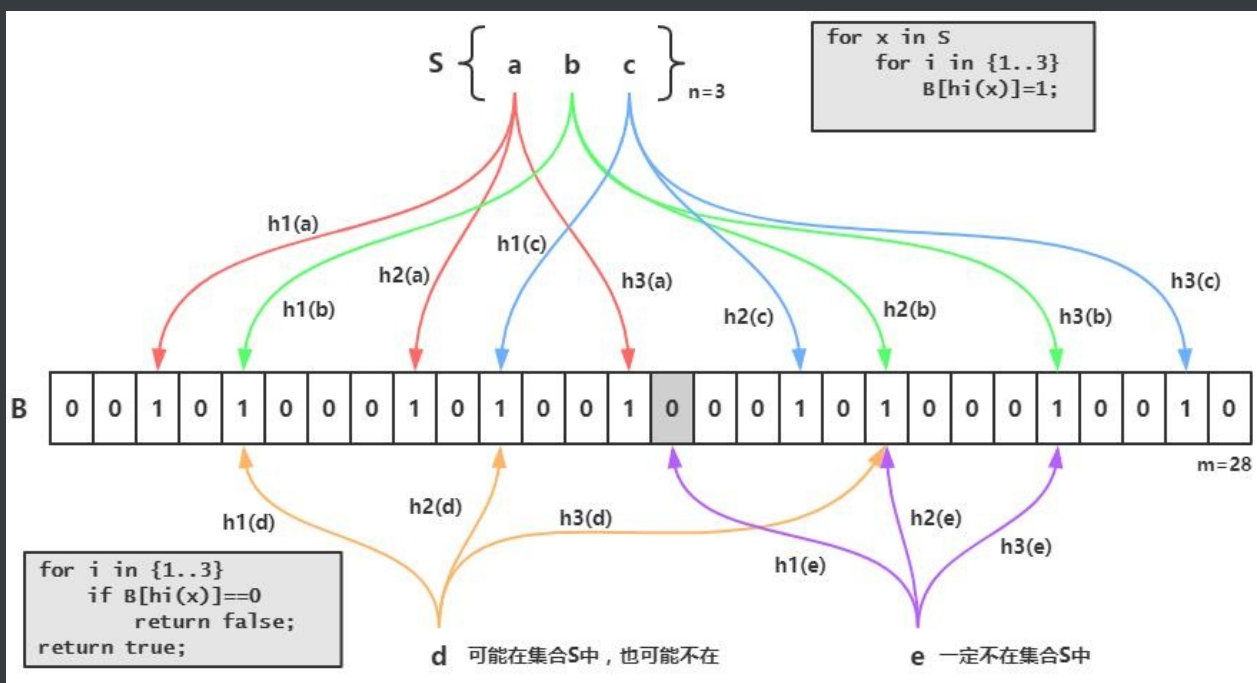 S { a b c } n=3
for x in S
for i in {1..3}
B[hi(x)]=1;
h1(a)
h1(b)
h2(a)
h1(c)
h3(a)
h2(c)
h2(b)
h3(b)
h3(c)
B 0 0 1 0 1 0 0 0 1 0 1 0 0 1 0 0 0 1 0 1 0 0 0 1 0 0 1 0
m=28
h1(d)
h2(d)
h3(d)
h1(e)
h2(e)
h3(e)
for i in {1..3}
if B[hi(x)]==0
return false;
return true;
d 可能在集合S中，也可能不在
e 一定不在集合S中